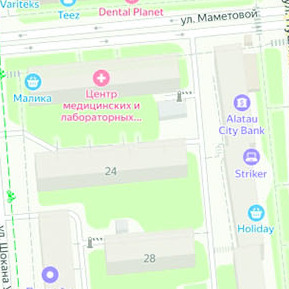 Variteks
Teez
Dental Planet
ул. Маметовой
Малика
Центр
медицинских и
лабораторных...
Alatau
City Bank
Striker
24
Holiday
28
ул. Шокана